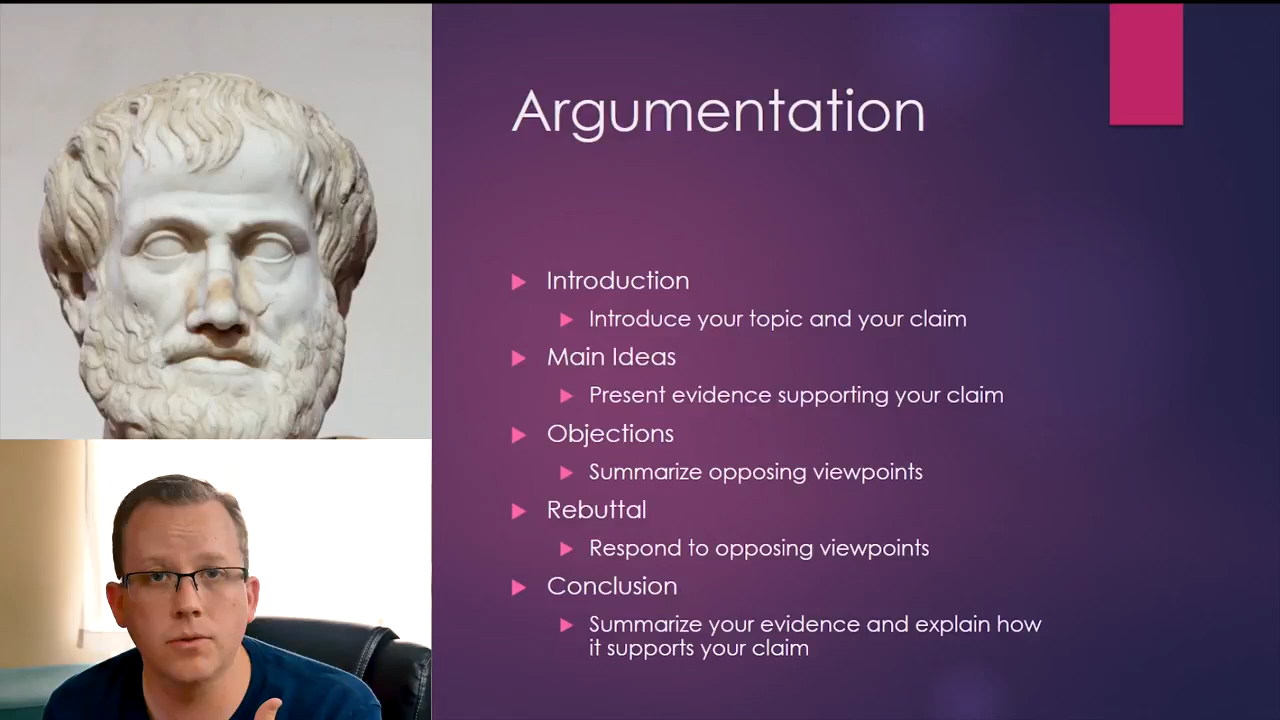 Argumentation
Introduction
Introduce your topic and your claim
Main Ideas
Present evidence supporting your claim
Objections
Summarize opposing viewpoints
Rebuttal
Respond to opposing viewpoints
Conclusion
Summarize your evidence and explain how
it supports your claim